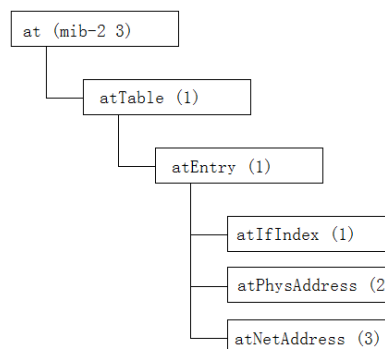 at (mib-2 3)
atTable (1)
atEntry (1)
atIfIndex (1)
atPhysAddress (2
atNetAddress (3)